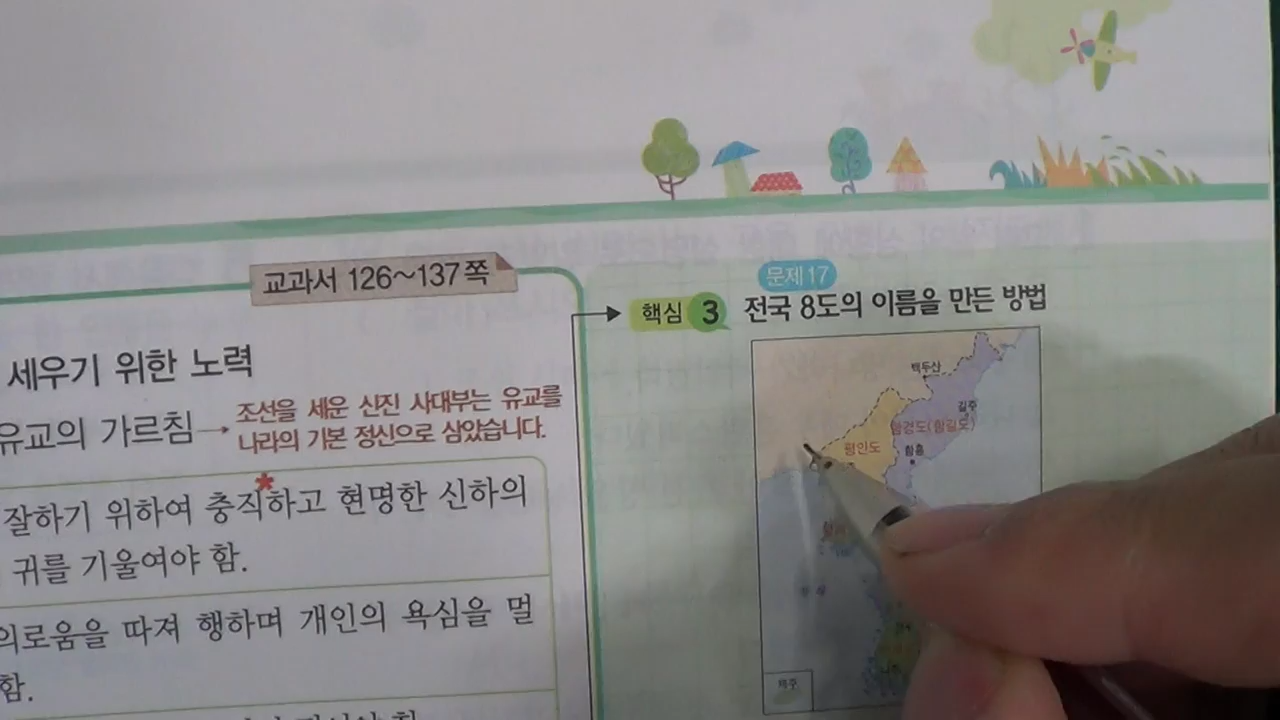 교과서 126~137쪽
세우기 위한 노력
유교의 가르침 → 조선을 세운 신진 사대부는 유교를
나라의 기본 정신으로 삼았습니다.
잘하기 위하여 충직하고 현명한 신하의
귀를 기울여야 함.
의로움을 따져 행하며 개인의 욕심을 멀
함.
문제 17
핵심 3 전국 8도의 이름을 만든 방법
백두산
길주
함경도(함길도)
평안도
함흥
제주